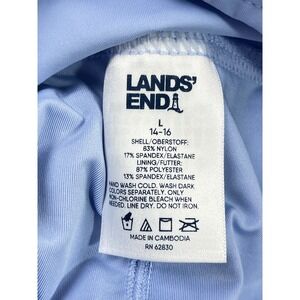 LANDS'
END
L
14-16
SHELL/OBERSTOFF:
83% NYLON
17% SPANDEX/ELASTANE
LINING/FUTTER:
87% POLYESTER
13% SPANDEX/ELASTANE
HAND WASH COLD. WASH DARK
COLORS SEPARATELY. ONLY
NON-CHLORINE BLEACH WHEN
NEEDED. LINE DRY. DO NOT IRON.
MADE IN CAMBODIA
RN 62830